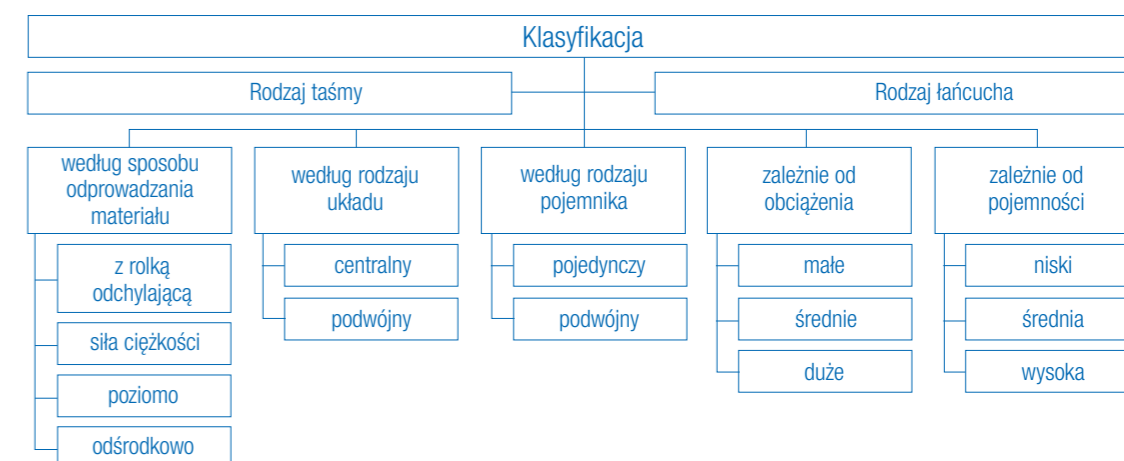 Klasyfikacja
Rodzaj taśmy
Rodzaj łańcucha
według sposobu
odprowadzania
materiału
z rolką
odchylającą
siła ciężkości
poziomo
odśrodkowo
według rodzaju
układu
centralny
podwójny
według rodzaju
pojemnika
pojedynczy
podwójny
zależnie od
obciążenia
małe
średnie
duże
zależnie od
pojemności
niski
średnia
wysoka